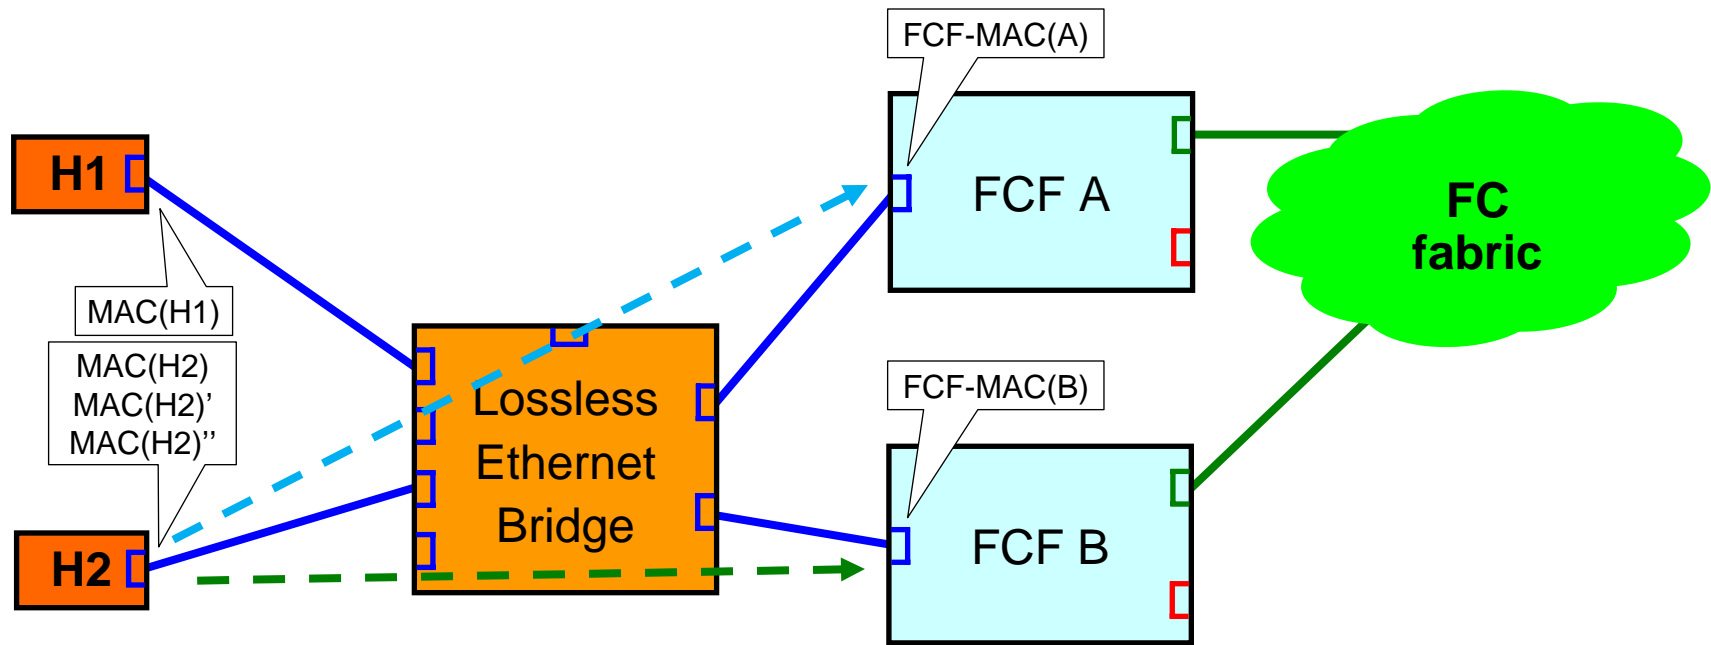 FCF-MAC(A)
H1
FCF A
FC
fabric
MAC(H1)
MAC(H2)
MAC(H2)’
MAC(H2)’’
Lossless
Ethernet
Bridge
FCF-MAC(B)
H2
FCF B